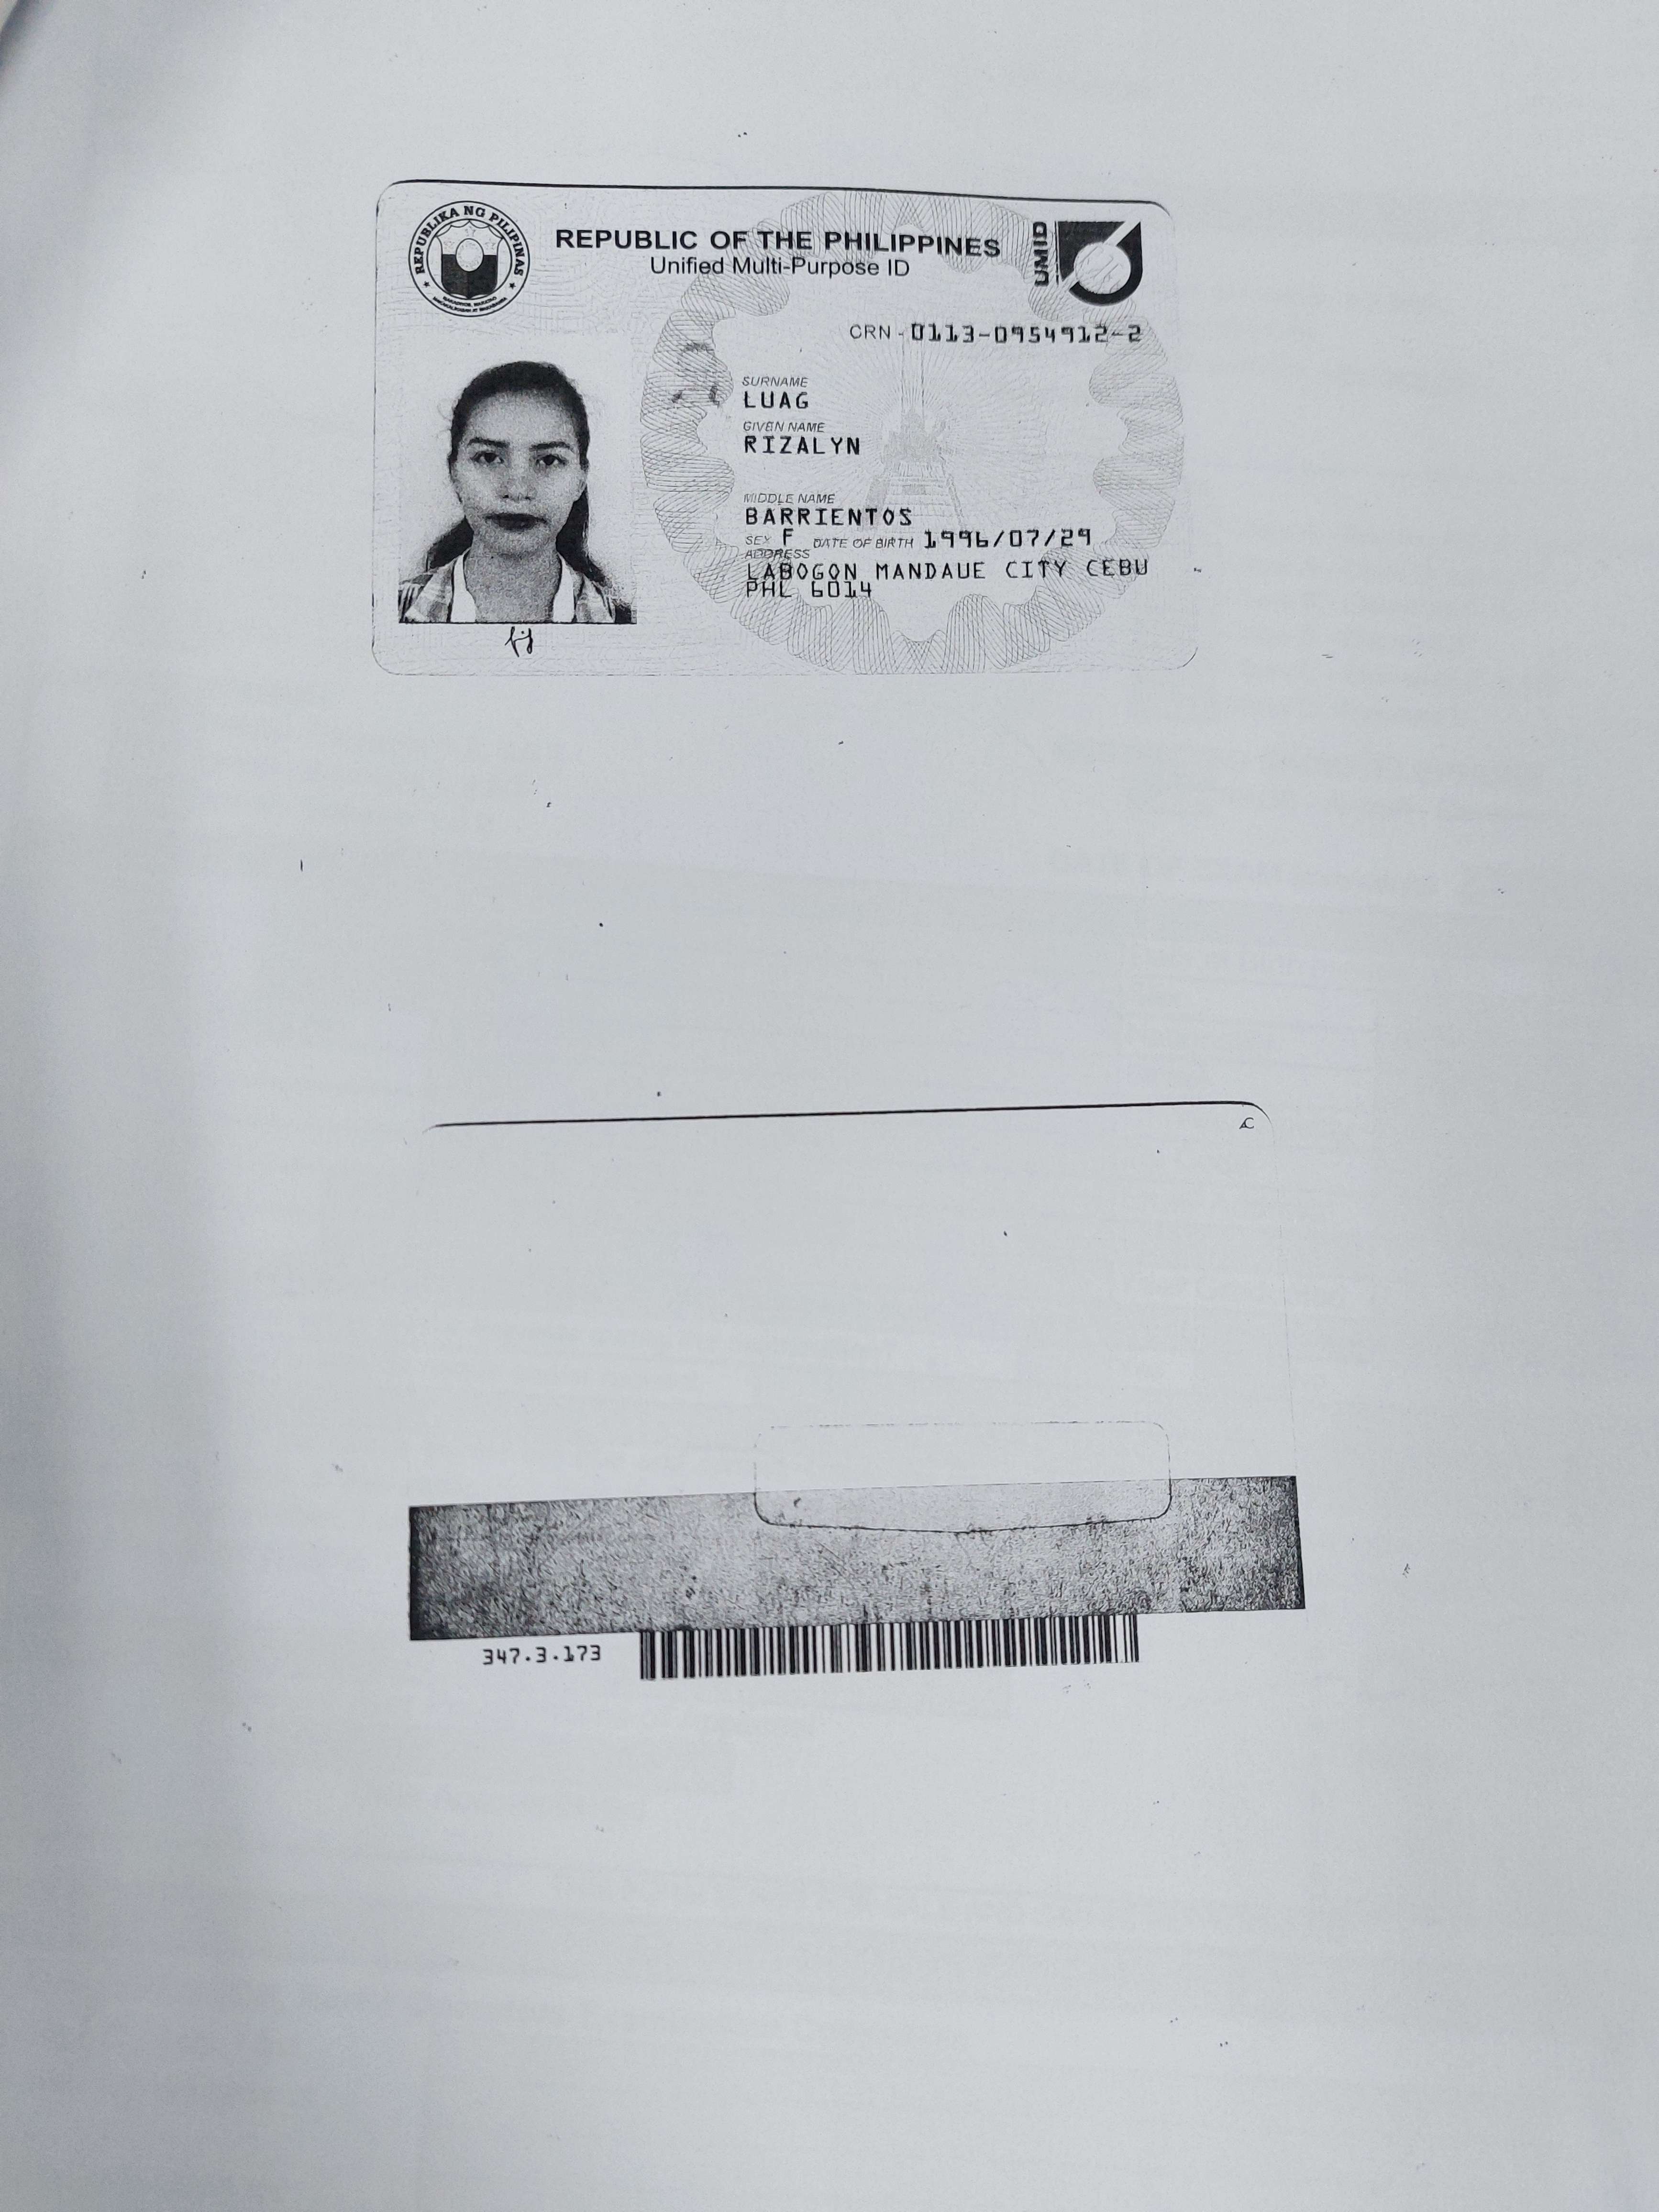 REPUBLIKA NG PILIPINAS
REPUBLIC OF THE PHILIPPINES
Unified Multi-Purpose ID
UMID
CRN - 0113-0954912-2
SURNAME
LUAG
GIVEN NAME
RIZALYN
MIDDLE NAME
BARRIENTOS
SEX F DATE OF BIRTH 1996/07/29
ADDRESS
LABOGON MANDAUE CITY CEBU
PHL 6014
347.3.173